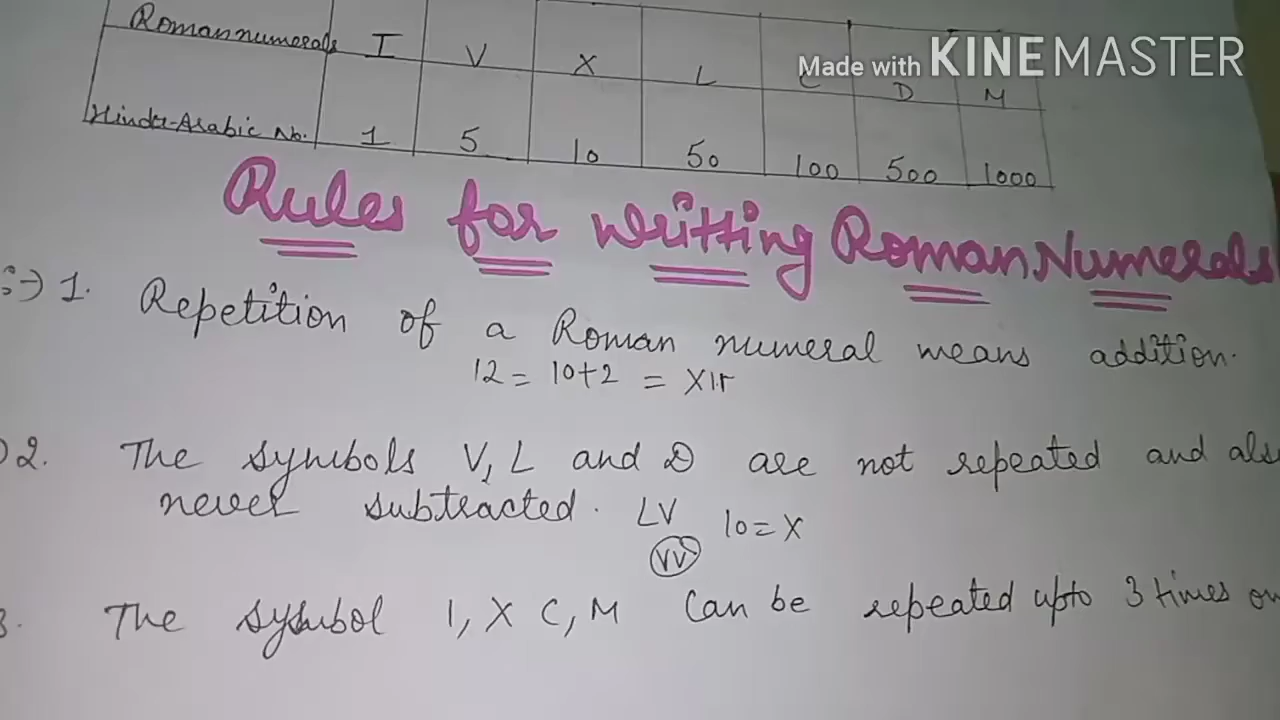 Roman numerals I V X L C D M
Made with KINEMASTER
Hindu-Arabic No. 1 5 10 50 100 500 1000
Rules for Writting Roman Numerals
:-) 1. Repetition of a Roman numeral means addition.
12 = 10+2 = XII
2. The symbols V, L and D are not repeated and als
never subtracted. LV 10=X
VV
3. The symbol I, X C, M can be repeated upto 3 times on